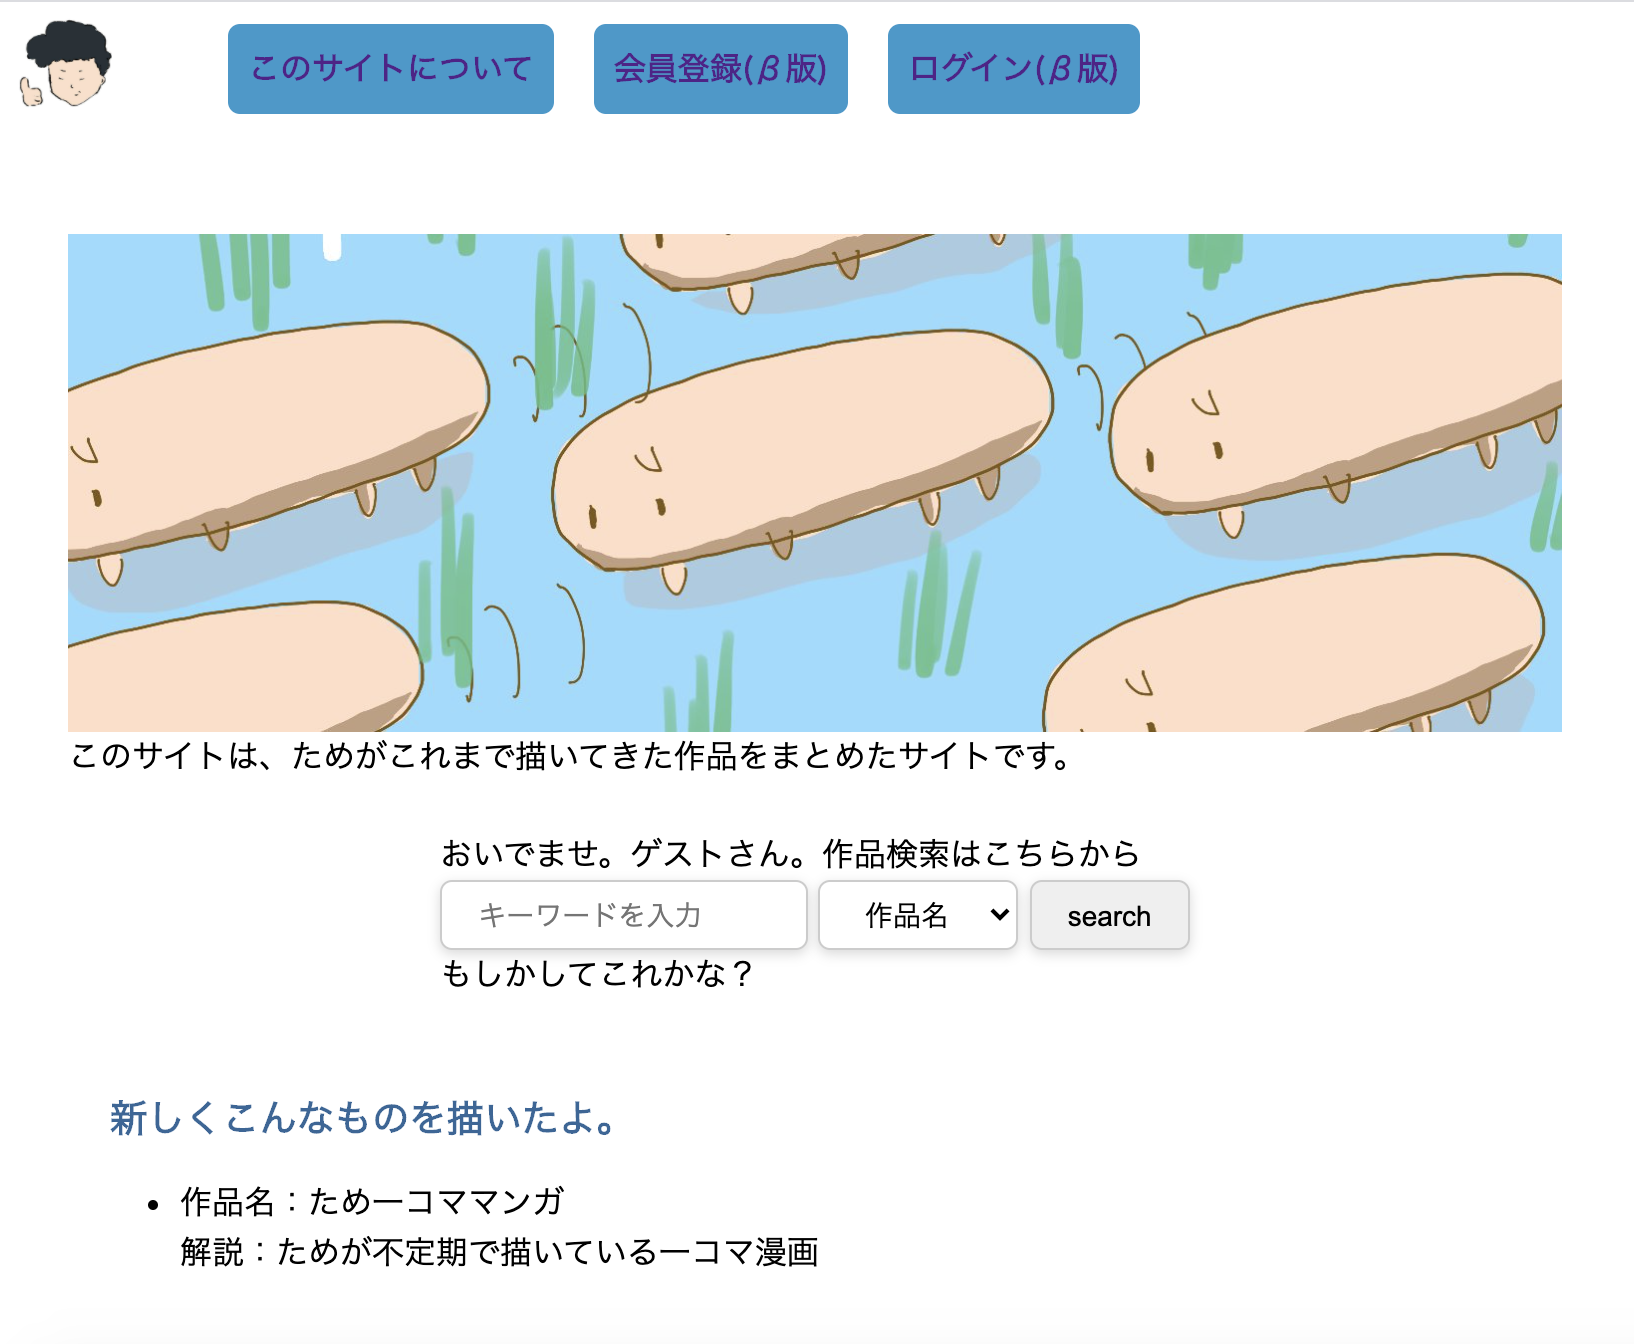 このサイトについて
会員登録(β版)
ログイン(β版)
このサイトは、ためがこれまで描いてきた作品をまとめたサイトです。
おいでませ。ゲストさん。作品検索はこちらから
キーワードを入力
作品名
search
もしかしてこれかな？
新しくこんなものを描いたよ。
作品名：ため一コママンガ
解説：ためが不定期で描いている一コマ漫画